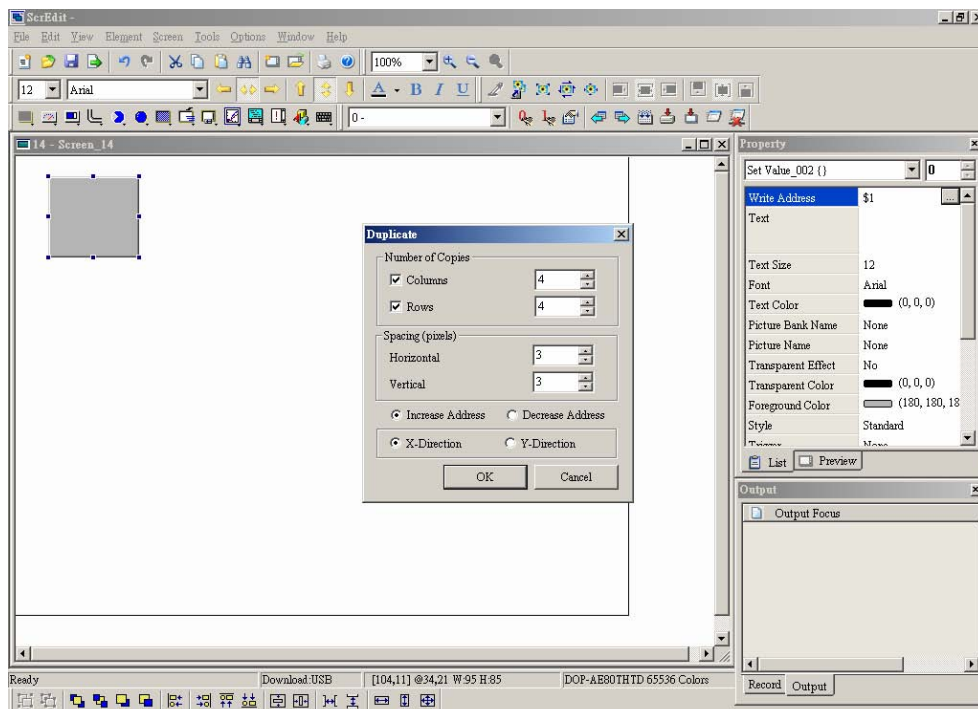 ScrEdit -
File Edit View Element Screen Tools Options Window Help
100%
12 Arial A B I U
0 -
14 - Screen_14
Duplicate
Number of Copies
Columns 4
Rows 4
Spacing (pixels)
Horizontal 3
Vertical 3
Increase Address Decrease Address
X-Direction Y-Direction
OK Cancel
Property
Set Value_002 {} 0
Write Address $1 ...
Text
Text Size 12
Font Arial
Text Color (0, 0, 0)
Picture Bank Name None
Picture Name None
Transparent Effect No
Transparent Color (0, 0, 0)
Foreground Color (180, 180, 18
Style Standard
Trigger None
List Preview
Output
Output Focus
Record Output
Ready Download:USB [104,11] @34,21 W:95 H:85 DOP-AE80THTD 65536 Colors